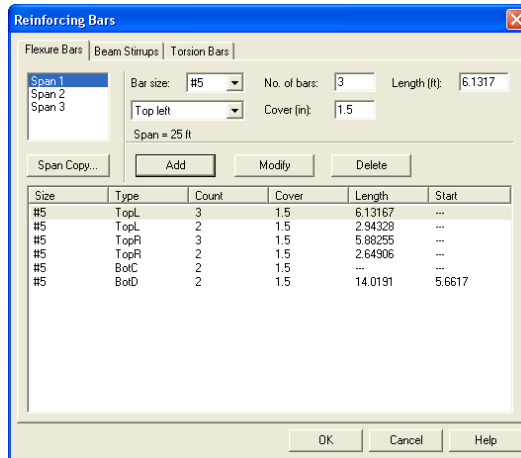 Reinforcing Bars
Flexure Bars Beam Stirrups Torsion Bars
Span 1 Bar size: #5 No. of bars: 3 Length (ft): 6.1317
Span 2
Span 3 Top left Cover (in): 1.5
Span = 25 ft
Span Copy... Add Modify Delete
Size Type Count Cover Length Start
#5 TopL 3 1.5 6.13167 ---
#5 TopL 2 1.5 2.94328 ---
#5 TopR 3 1.5 5.88255 ---
#5 TopR 2 1.5 2.64906 ---
#5 BotC 2 1.5 --- ---
#5 BotD 2 1.5 14.0191 5.6617
OK Cancel Help